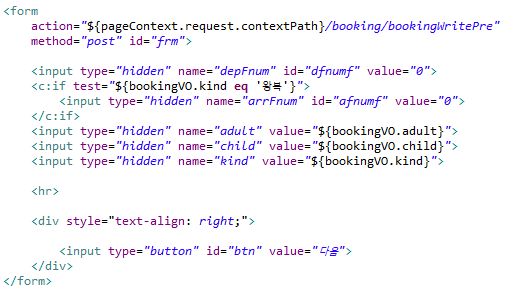 <form
action="${pageContext.request.contextPath}/booking/bookingWritePre"
method="post" id="frm">
<input type="hidden" name="depFnum" id="dfnumf" value="0">
<c:if test="${bookingVO.kind eq '왕복'}">
<input type="hidden" name="arrFnum" id="afnumf" value="0">
</c:if>
<input type="hidden" name="adult" value="${bookingVO.adult}">
<input type="hidden" name="child" value="${bookingVO.child}">
<input type="hidden" name="kind" value="${bookingVO.kind}">
<hr>
<div style="text-align: right;">
<input type="button" id="btn" value="다음">
</div>
</form>